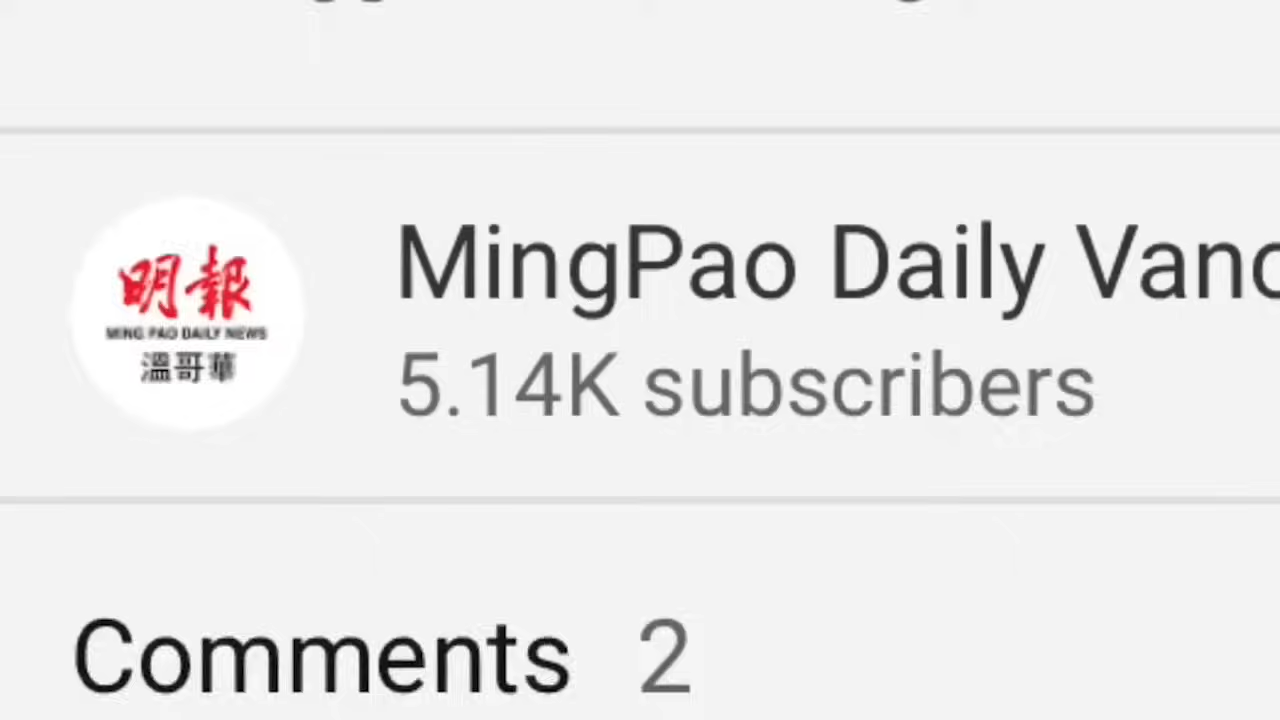 明報
MING PAO DAILY NEWS
溫哥華
MingPao Daily Vanc
5.14K subscribers
Comments 2